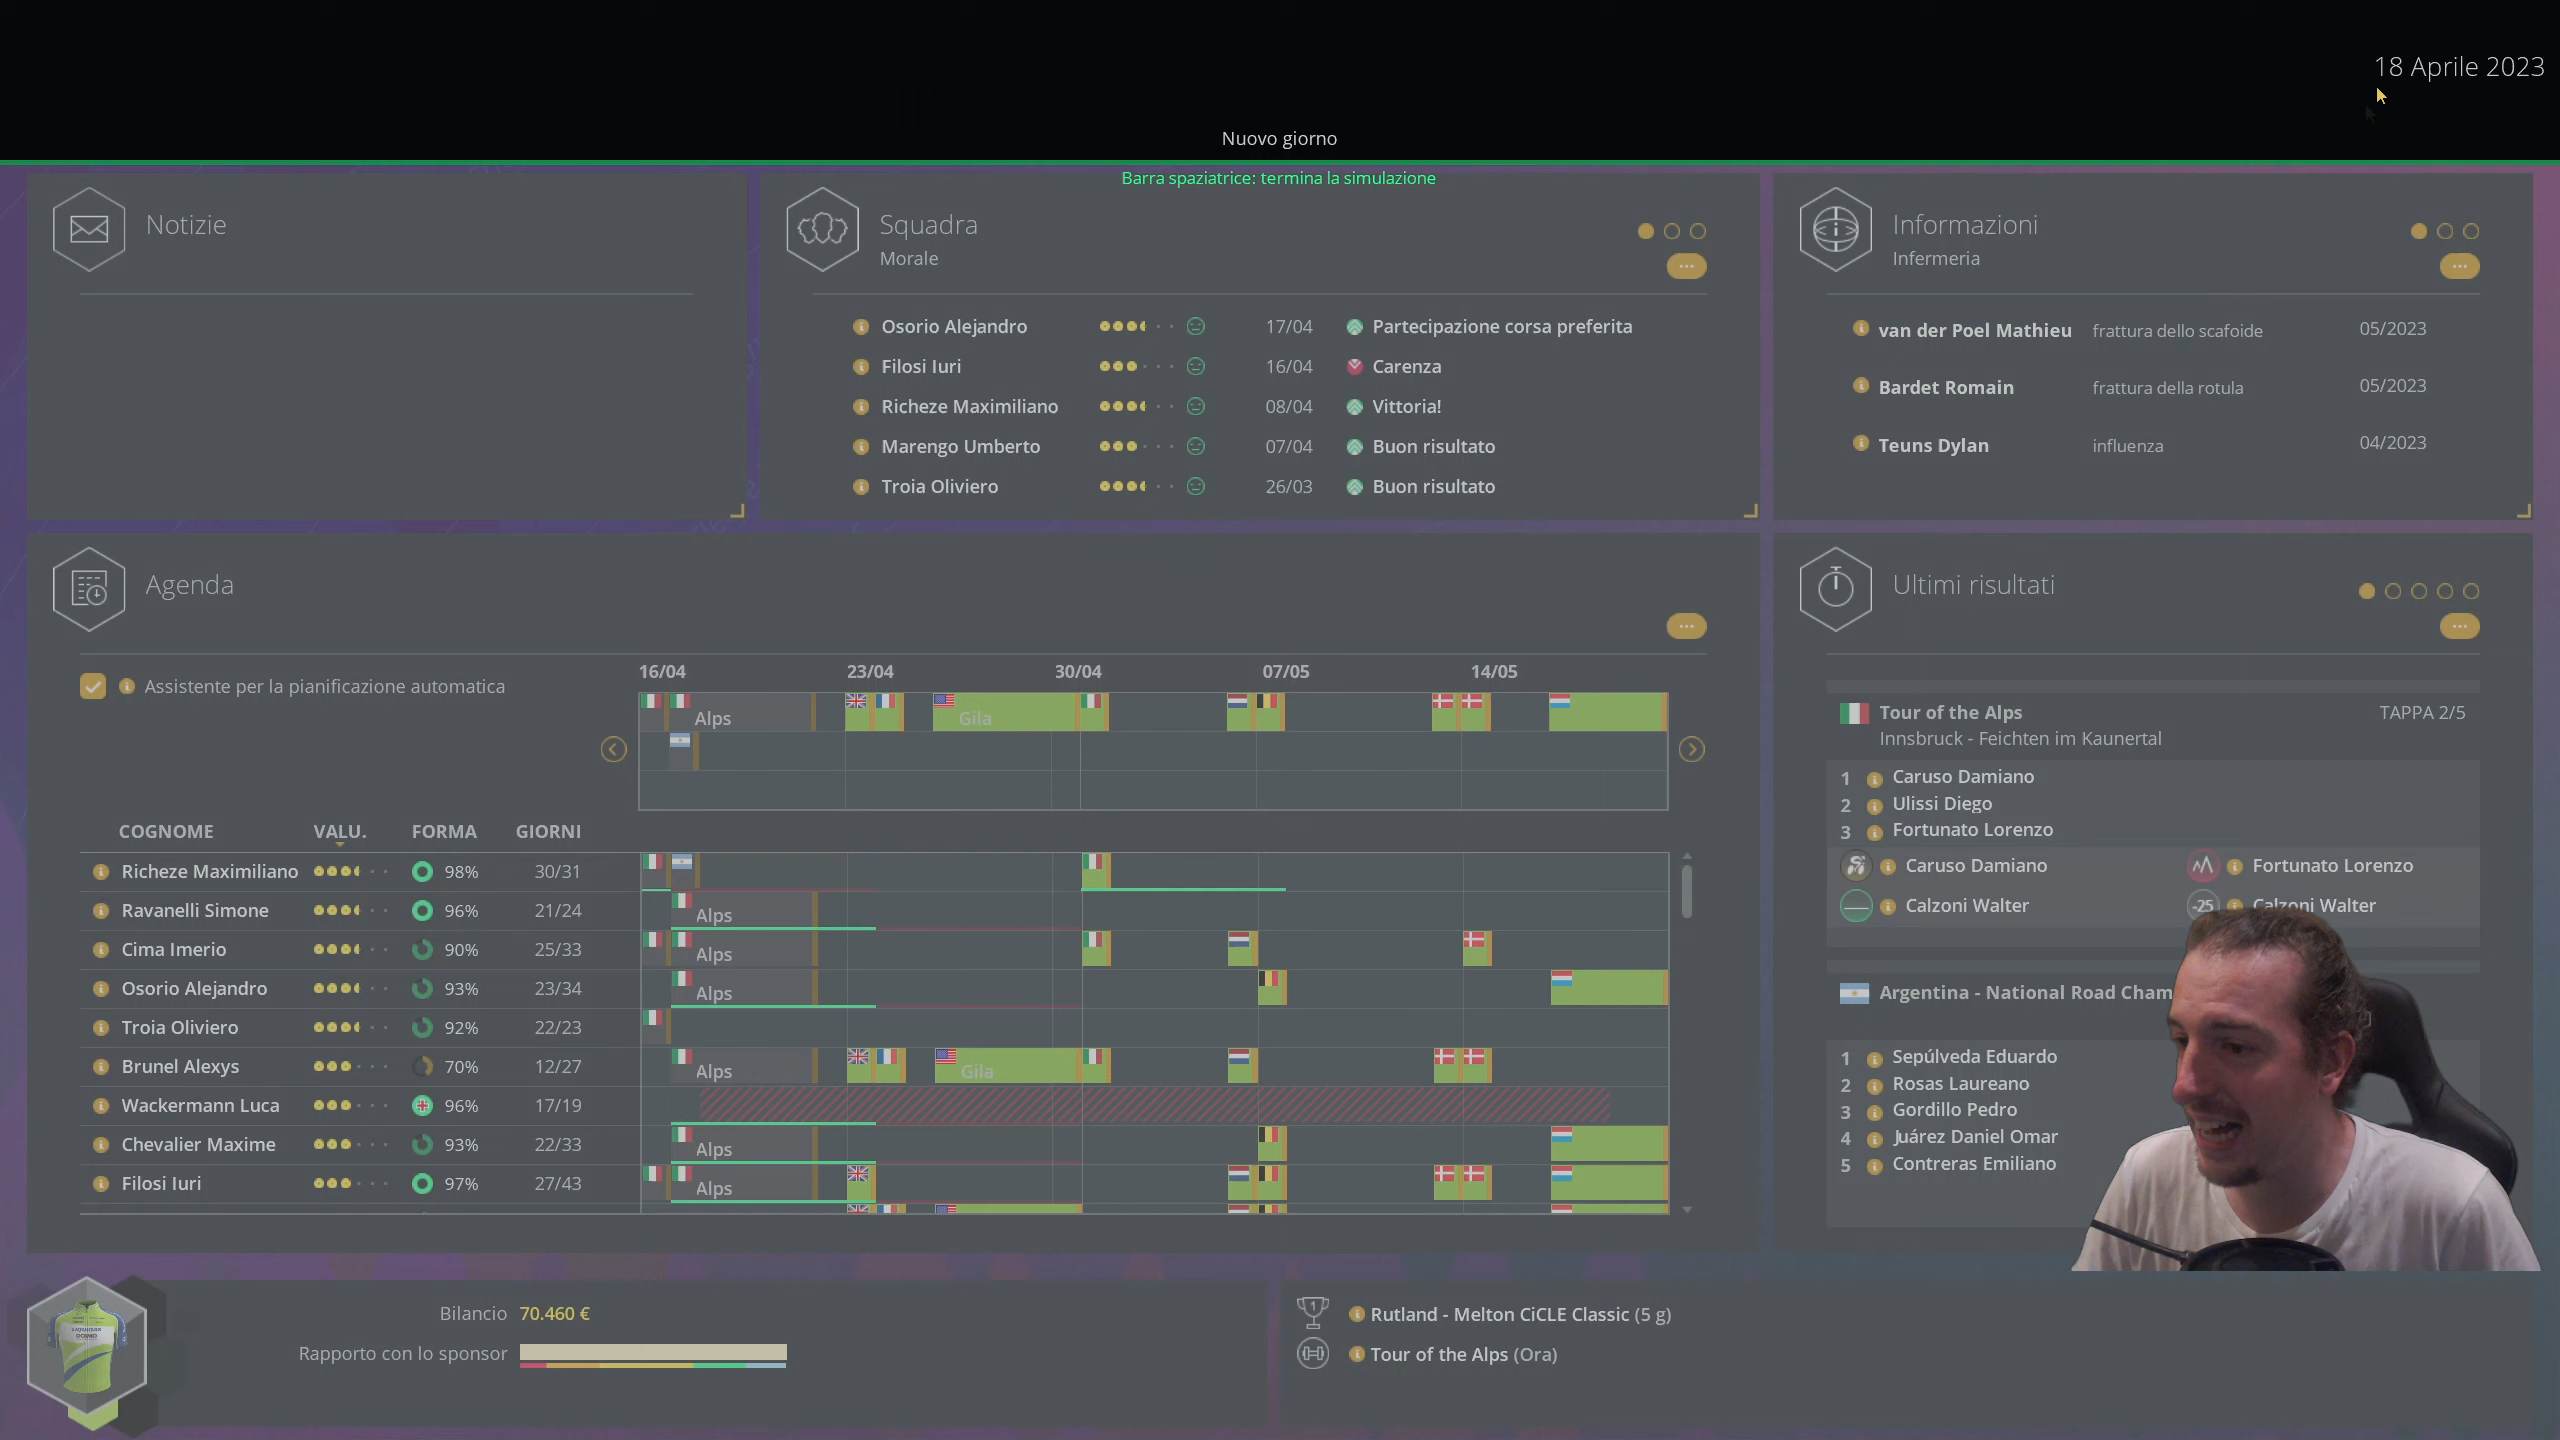 18 Aprile 2023
Nuovo giorno
Barra spaziatrice: termina la simulazione
Notizie
Squadra
Morale
Osorio Alejandro 17/04 Partecipazione corsa preferita
Filosi Iuri 16/04 Carenza
Richeze Maximiliano 08/04 Vittoria!
Marengo Umberto 07/04 Buon risultato
Troia Oliviero 26/03 Buon risultato
Informazioni
Infermeria
van der Poel Mathieu frattura dello scafoide 05/2023
Bardet Romain frattura della rotula 05/2023
Teuns Dylan influenza 04/2023
Agenda
Assistente per la pianificazione automatica
16/04 23/04 30/04 07/05 14/05
Alps Gila
COGNOME VALU. FORMA GIORNI
Richeze Maximiliano 98% 30/31
Ravanelli Simone 96% 21/24 Alps
Cima Imerio 90% 25/33 Alps
Osorio Alejandro 93% 23/34 Alps
Troia Oliviero 92% 22/23
Brunel Alexys 70% 12/27 Alps Gila
Wackermann Luca 96% 17/19
Chevalier Maxime 93% 22/33 Alps
Filosi Iuri 97% 27/43 Alps
Ultimi risultati
Tour of the Alps TAPPA 2/5
Innsbruck - Feichten im Kaunertal
1 Caruso Damiano
2 Ulissi Diego
3 Fortunato Lorenzo
Caruso Damiano Fortunato Lorenzo
Calzoni Walter -25 Calzoni Walter
Argentina - National Road Cham
1 Sepúlveda Eduardo
2 Rosas Laureano
3 Gordillo Pedro
4 Juárez Daniel Omar
5 Contreras Emiliano
Bilancio 70.460 €
Rapporto con lo sponsor
1 Rutland - Melton CiCLE Classic (5 g)
Tour of the Alps (Ora)